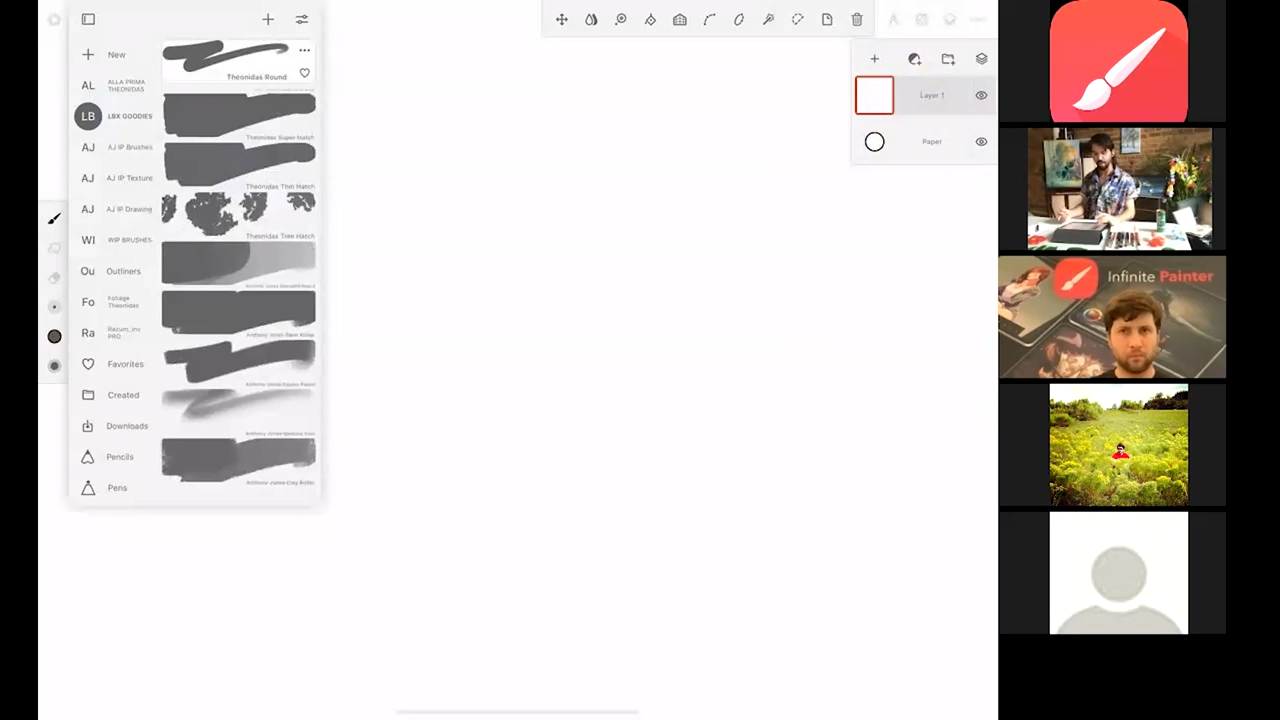 New
AL ALLA PRIMA
THEONIDAS
LB LBX GOODIES
AJ AJ IP Brushes
AJ AJ IP Texture
AJ AJ IP Drawing
WI WIP BRUSHES
Ou Outliners
Fo Foliage
Theonidas
Ra Razum_inv
PRO
Favorites
Created
Downloads
Pencils
Pens
Theonidas Round
Theonidas Super Hatch
Theonidas Thin Hatch
Theonidas Tree Hatch
Layer 1
Paper
Infinite Painter